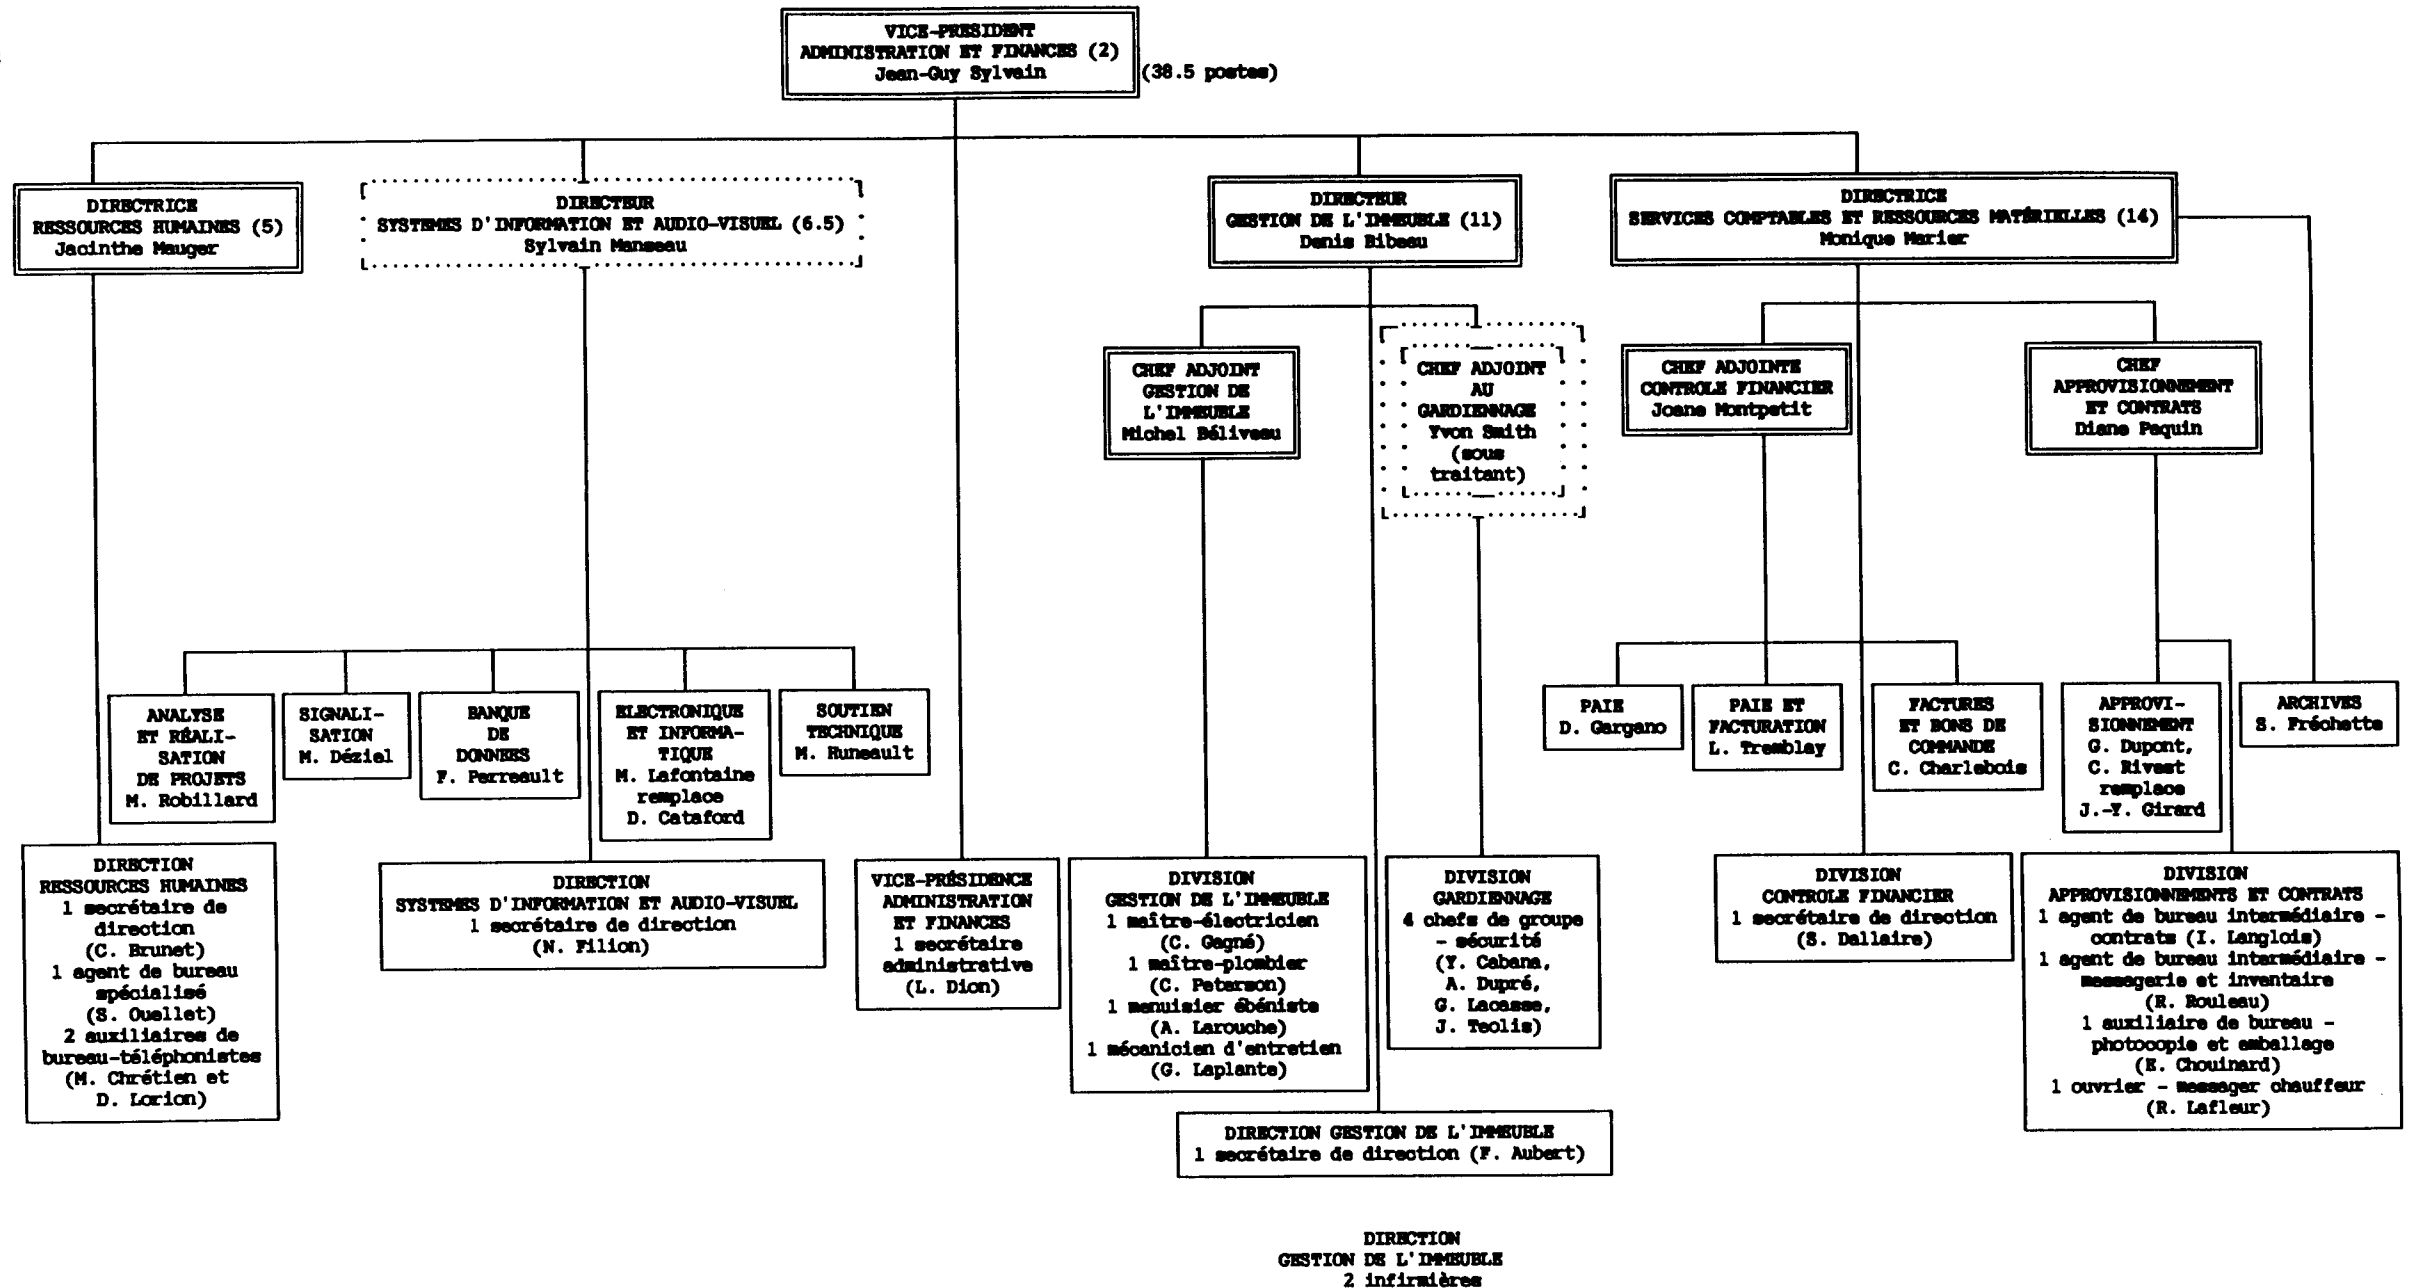 VICE-PRESIDENT
ADMINISTRATION ET FINANCES (2)
Jean-Guy Sylvain
(38.5 postes)
DIRECTRICE
RESSOURCES HUMAINES (5)
Jacinthe Mauger
DIRECTEUR
SYSTEMES D'INFORMATION ET AUDIO-VISUEL (6.5)
Sylvain Manseau
DIRECTEUR
GESTION DE L'IMMEUBLE (11)
Denis Bibeau
DIRECTRICE
SERVICES COMPTABLES ET RESSOURCES MATÉRIELLES (14)
Monique Marier
CHEF ADJOINT
GESTION DE
L'IMMEUBLE
Michel Béliveau
CHEF ADJOINT
AU
GARDIENNAGE
Yvon Smith
(sous
traitant)
CHEF ADJOINTE
CONTROLE FINANCIER
Joane Montpetit
CHEF
APPROVISIONNEMENT
ET CONTRATS
Diane Paquin
ANALYSE
ET RÉALI-
SATION
DE PROJETS
M. Robillard
SIGNALI-
SATION
M. Déziel
BANQUE
DE
DONNEES
F. Perreault
ELECTRONIQUE
ET INFORMA-
TIQUE
M. Lafontaine
remplace
D. Cataford
SOUTIEN
TECHNIQUE
M. Runeault
PAIE
D. Gargano
PAIE ET
FACTURATION
L. Tremblay
FACTURES
ET BONS DE
COMMANDE
C. Charlebois
APPROVI-
SIONNEMENT
G. Dupont,
C. Rivest
remplace
J.-Y. Girard
ARCHIVES
S. Fréchette
DIRECTION
RESSOURCES HUMAINES
1 secrétaire de
direction
(C. Brunet)
1 agent de bureau
spécialisé
(S. Ouellet)
2 auxiliaires de
bureau-téléphonistes
(M. Chrétien et
D. Lorion)
DIRECTION
SYSTEMES D'INFORMATION ET AUDIO-VISUEL
1 secrétaire de direction
(N. Filion)
VICE-PRÉSIDENCE
ADMINISTRATION
ET FINANCES
1 secrétaire
administrative
(L. Dion)
DIVISION
GESTION DE L'IMMEUBLE
1 maître-électricien
(C. Gagné)
1 maître-plombier
(C. Peterson)
1 menuisier ébéniste
(A. Larouche)
1 mécanicien d'entretien
(G. Laplante)
DIVISION
GARDIENNAGE
4 chefs de groupe
- sécurité
(Y. Cabana,
A. Dupré,
G. Lacasse,
J. Teolis)
DIVISION
CONTROLE FINANCIER
1 secrétaire de direction
(S. Dallaire)
DIVISION
APPROVISIONNEMENTS ET CONTRATS
1 agent de bureau intermédiaire -
contrats (I. Langlois)
1 agent de bureau intermédiaire -
messagerie et inventaire
(R. Rouleau)
1 auxiliaire de bureau -
photocopie et emballage
(E. Chouinard)
1 ouvrier - messager chauffeur
(R. Lafleur)
DIRECTION GESTION DE L'IMMEUBLE
1 secrétaire de direction (F. Aubert)
DIRECTION
GESTION DE L'IMMEUBLE
2 infirmières